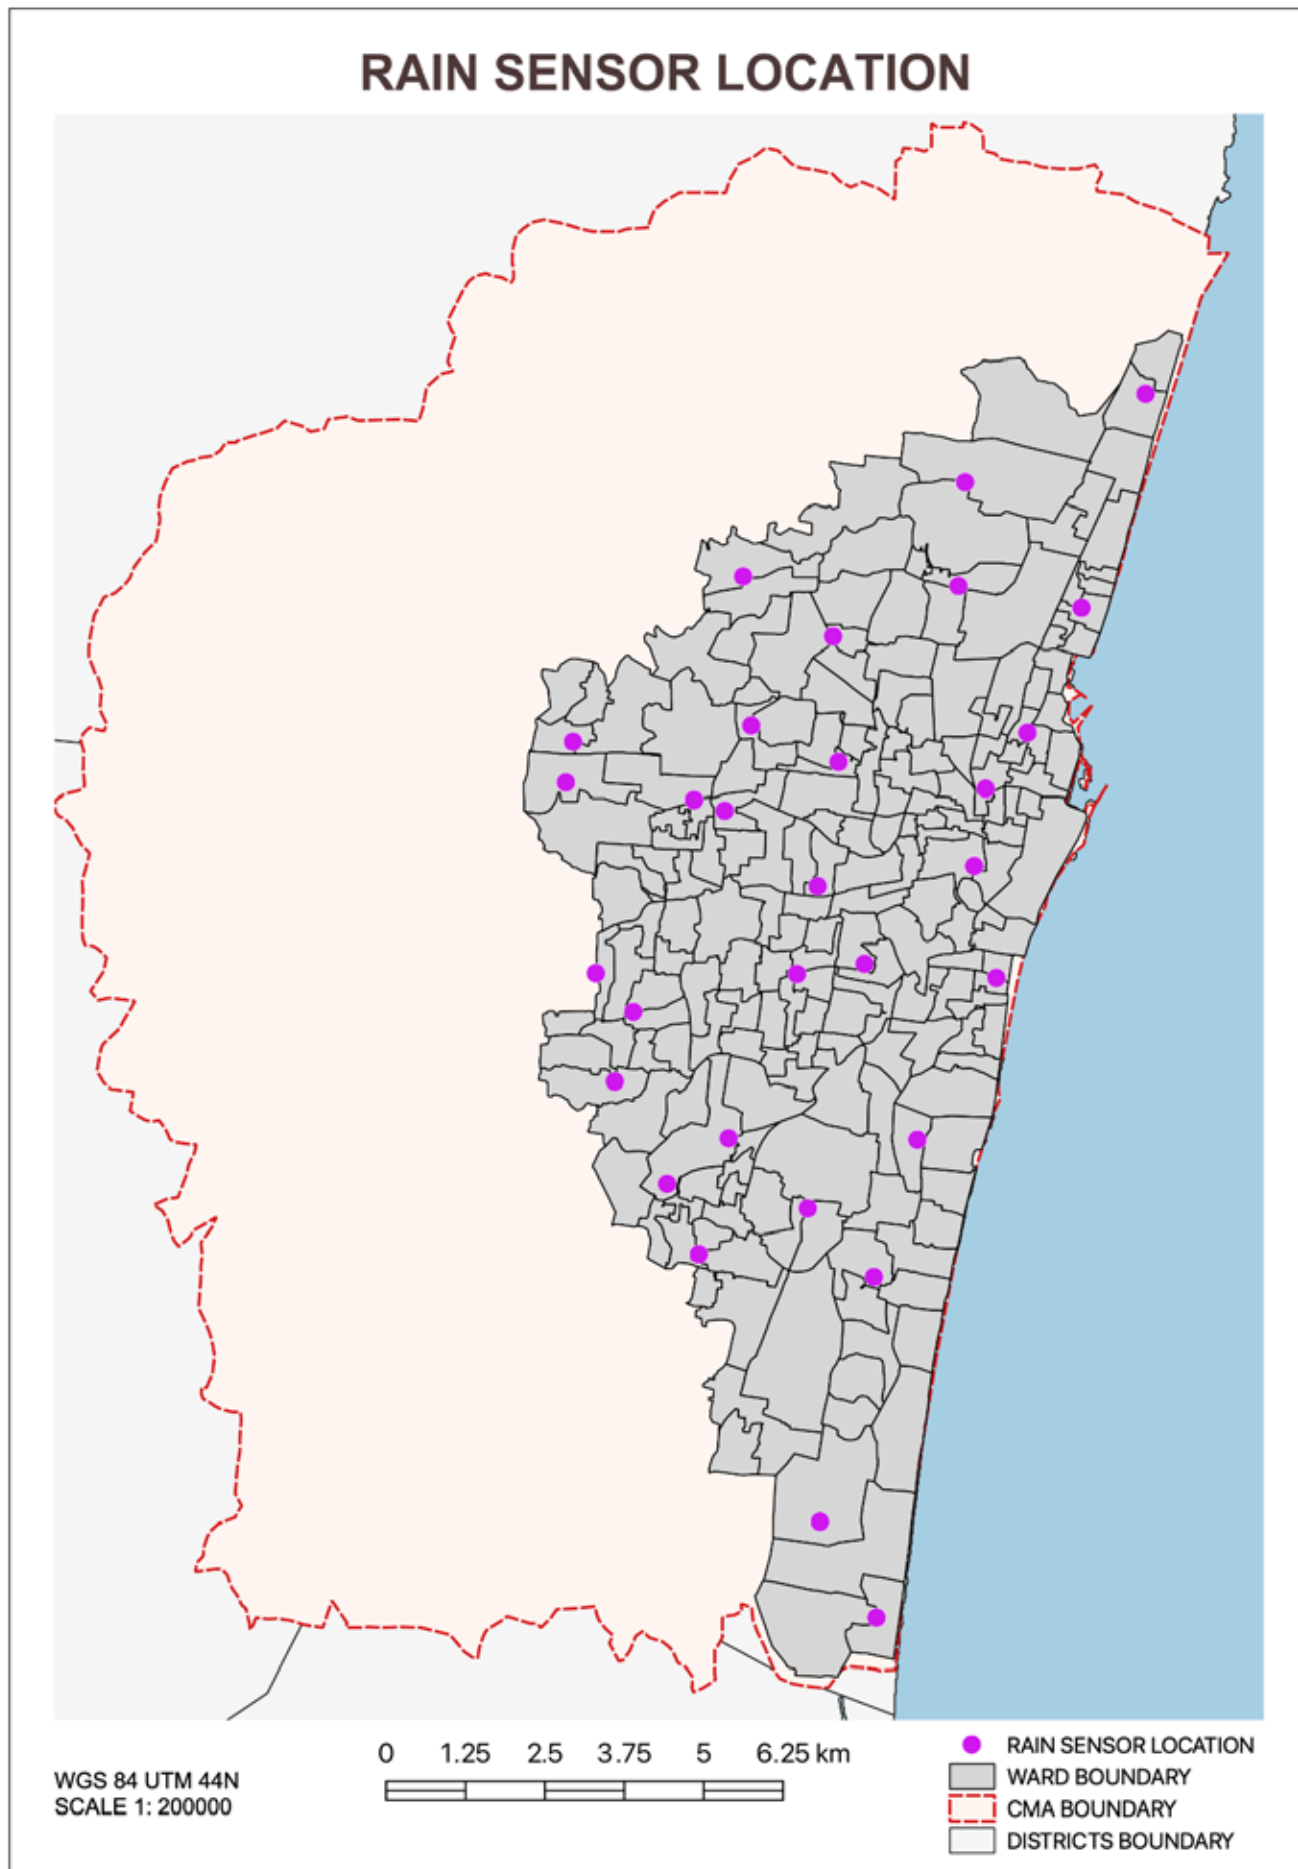 RAIN SENSOR LOCATION
0 1.25 2.5 3.75 5 6.25 km
WGS 84 UTM 44N
SCALE 1: 200000
RAIN SENSOR LOCATION
WARD BOUNDARY
CMA BOUNDARY
DISTRICTS BOUNDARY